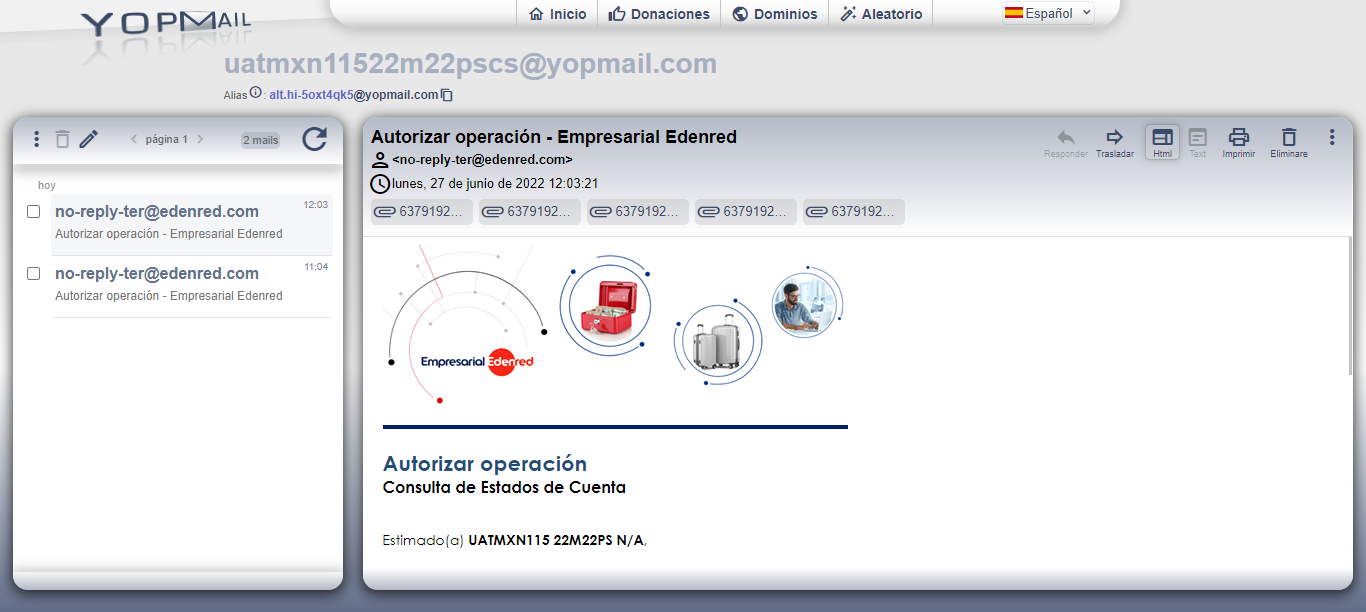 YOPMAIL
Inicio
Donaciones
Dominios
Aleatorio
Español
uatmxn11522m22pscs@yopmail.com
Alias : alt.hi-5oxt4qk5@yopmail.com
página 1
2 mails
hoy
no-reply-ter@edenred.com 12:03
Autorizar operación - Empresarial Edenred
no-reply-ter@edenred.com 11:04
Autorizar operación - Empresarial Edenred
Autorizar operación - Empresarial Edenred
<no-reply-ter@edenred.com>
lunes, 27 de junio de 2022 12:03:21
Responder Trasladar Html Text Imprimir Eliminare
6379192... 6379192... 6379192... 6379192... 6379192...
Empresarial Edenred
Autorizar operación
Consulta de Estados de Cuenta
Estimado(a) UATMXN115 22M22PS N/A,